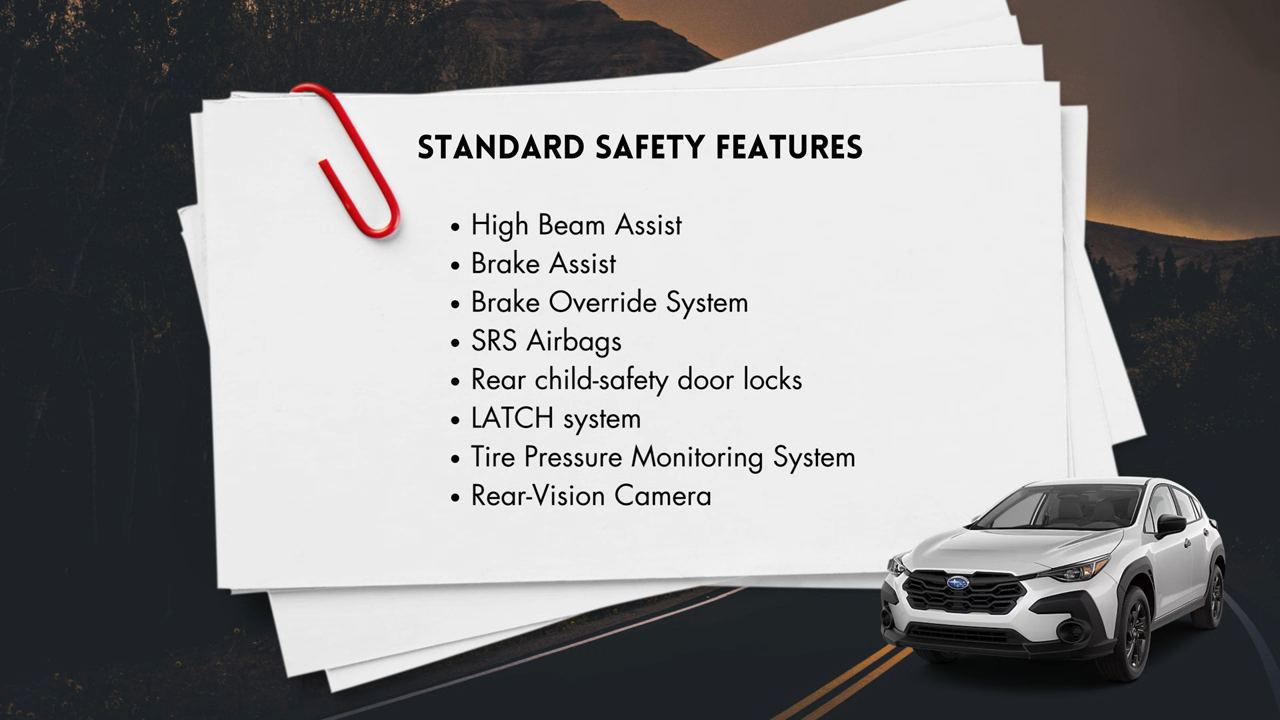 STANDARD SAFETY FEATURES
• High Beam Assist
• Brake Assist
• Brake Override System
• SRS Airbags
• Rear child-safety door locks
• LATCH system
• Tire Pressure Monitoring System
• Rear-Vision Camera